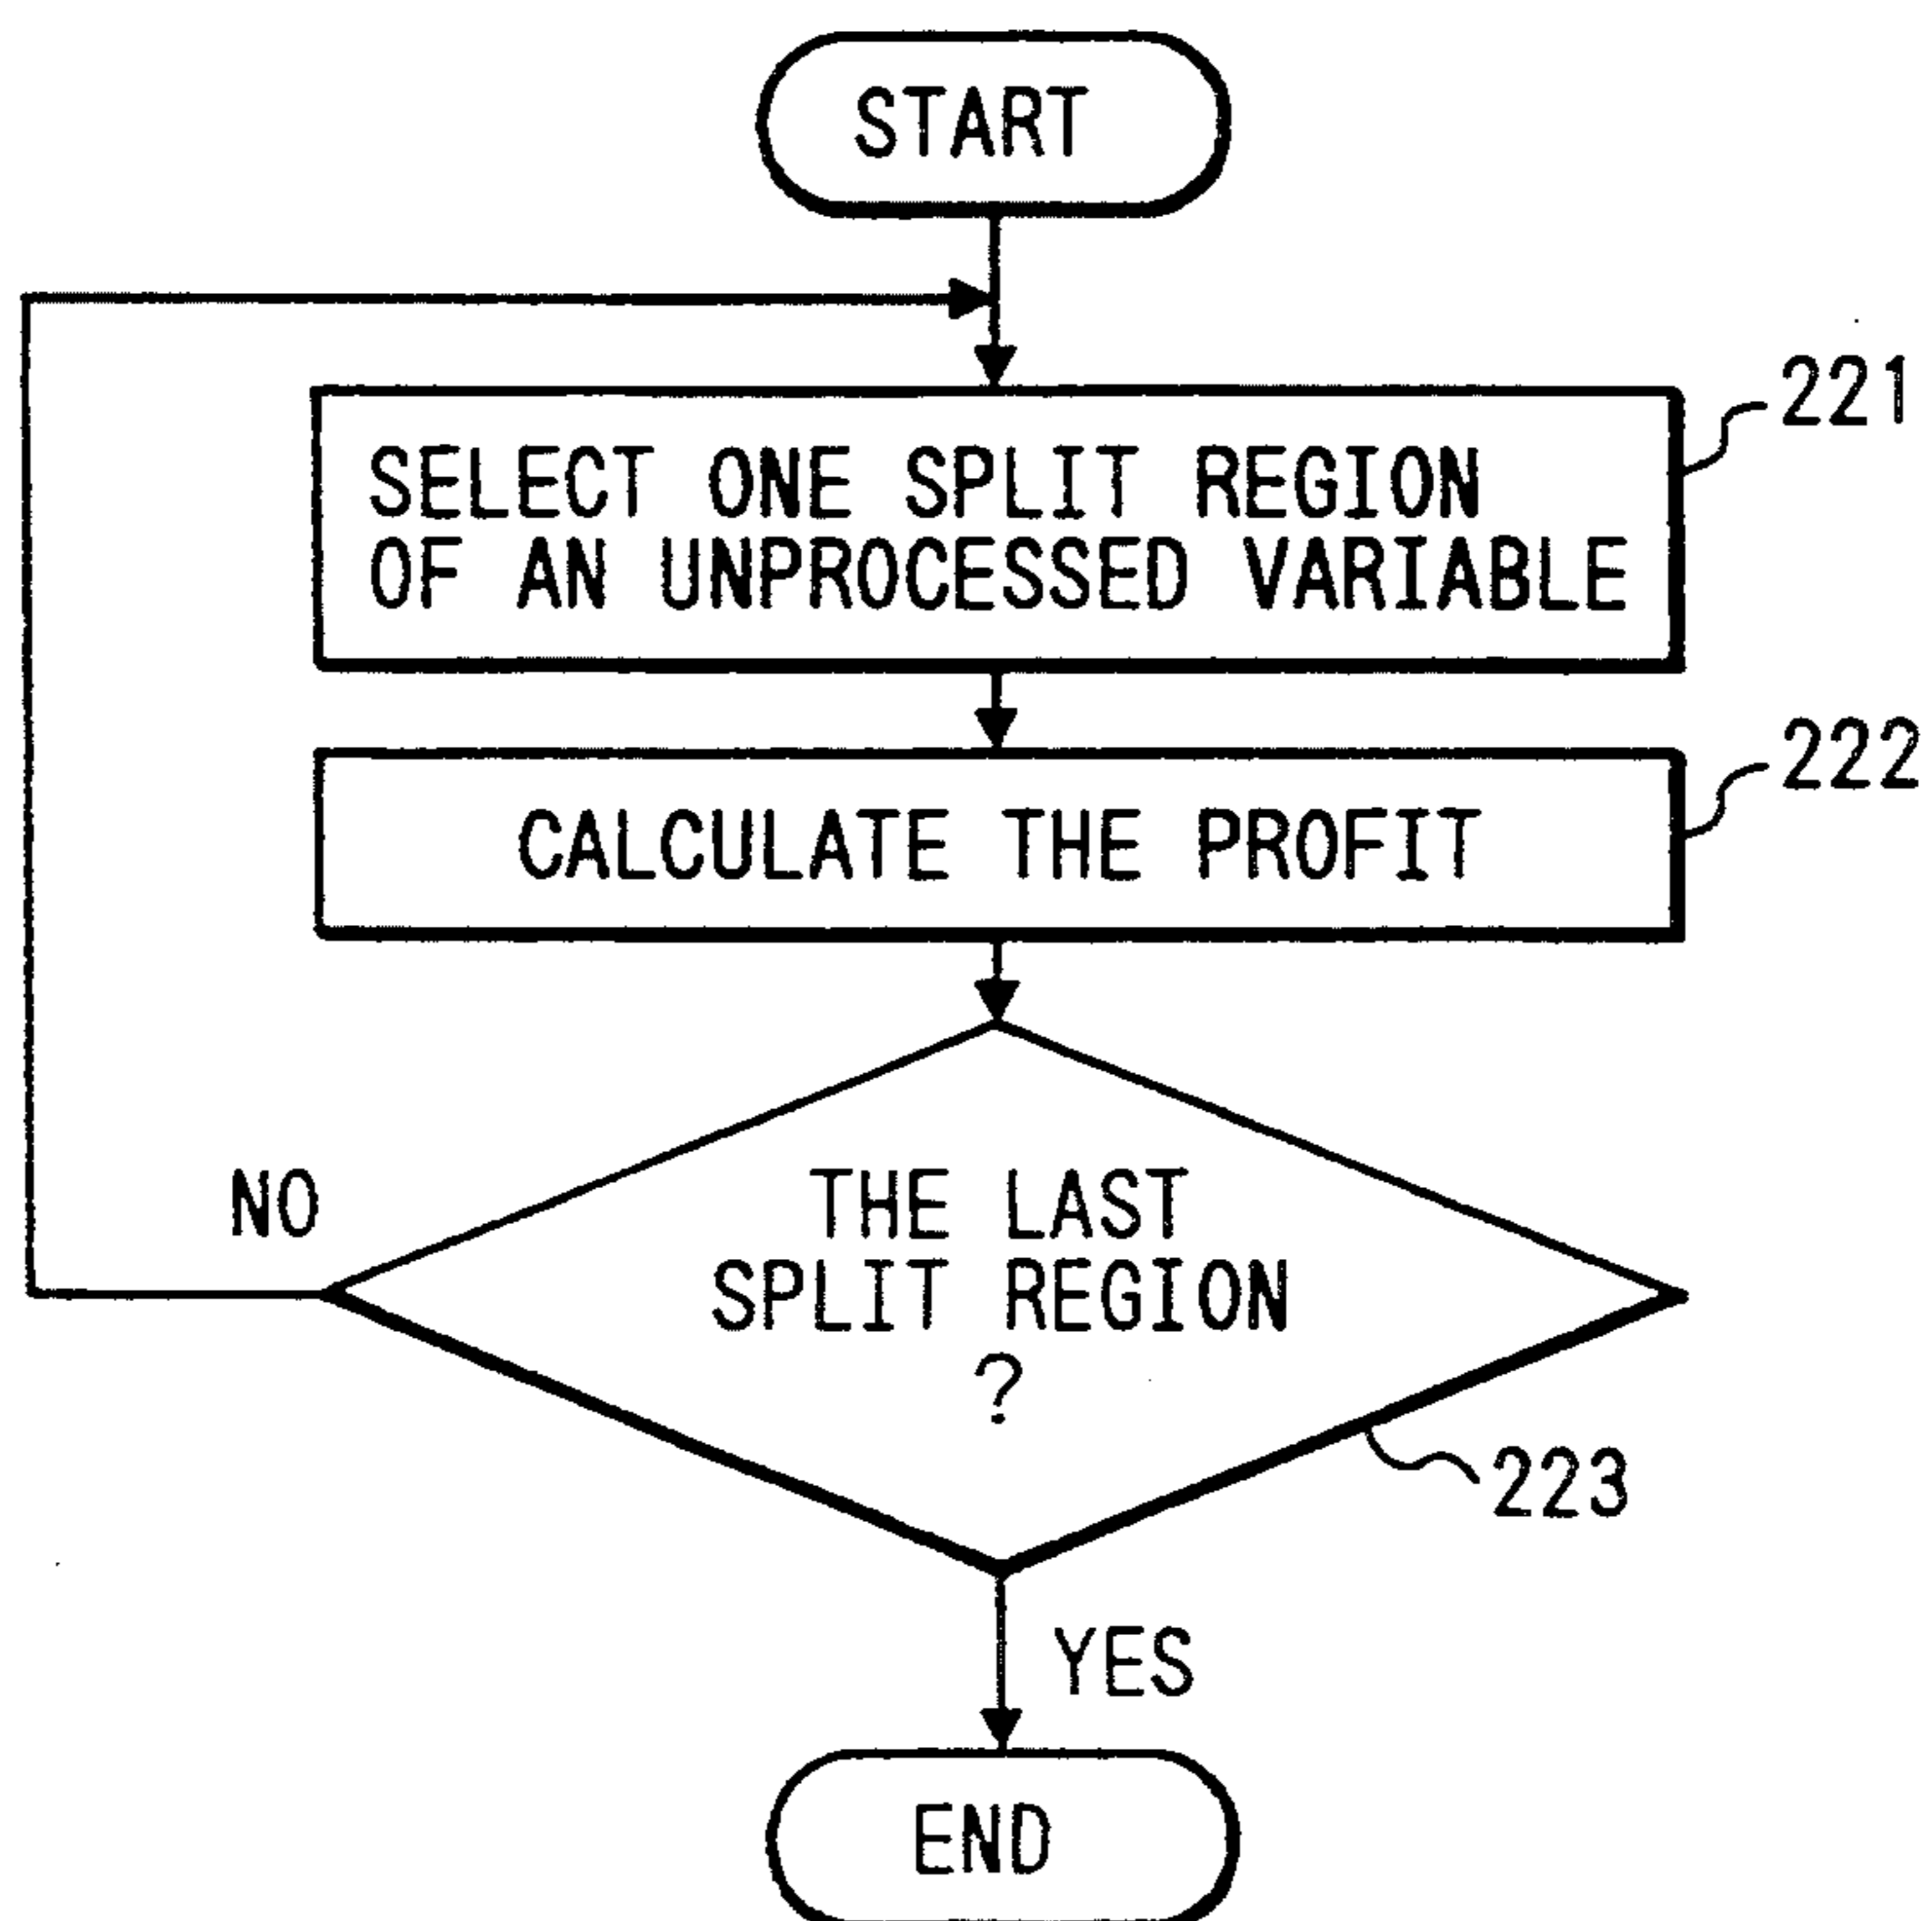 START
221
SELECT ONE SPLIT REGION
OF AN UNPROCESSED VARIABLE
222
CALCULATE THE PROFIT
NO
THE LAST
SPLIT REGION
?
223
YES
END